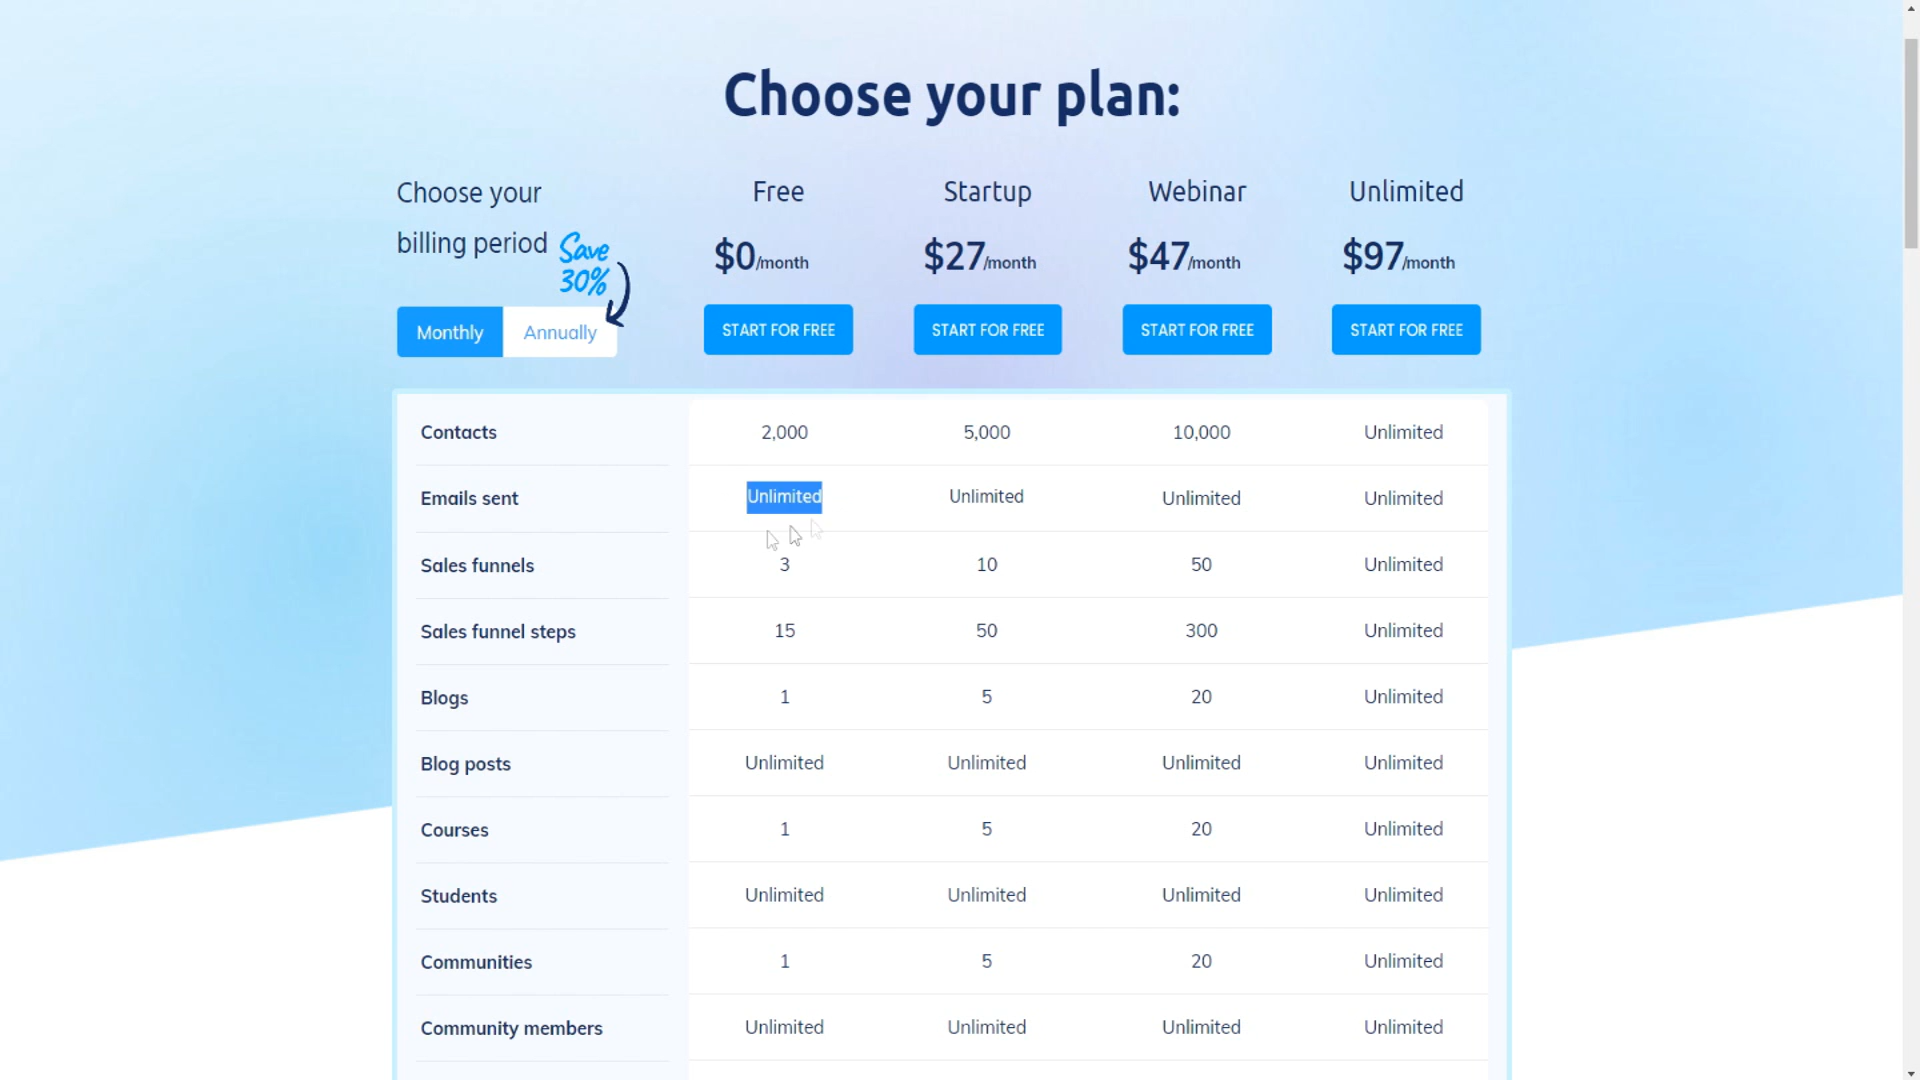 Choose your plan:
Choose your
billing period
Save
30%
Monthly Annually
Free Startup Webinar Unlimited
$0/month $27/month $47/month $97/month
START FOR FREE START FOR FREE START FOR FREE START FOR FREE
Contacts 2,000 5,000 10,000 Unlimited
Emails sent Unlimited Unlimited Unlimited Unlimited
Sales funnels 3 10 50 Unlimited
Sales funnel steps 15 50 300 Unlimited
Blogs 1 5 20 Unlimited
Blog posts Unlimited Unlimited Unlimited Unlimited
Courses 1 5 20 Unlimited
Students Unlimited Unlimited Unlimited Unlimited
Communities 1 5 20 Unlimited
Community members Unlimited Unlimited Unlimited Unlimited